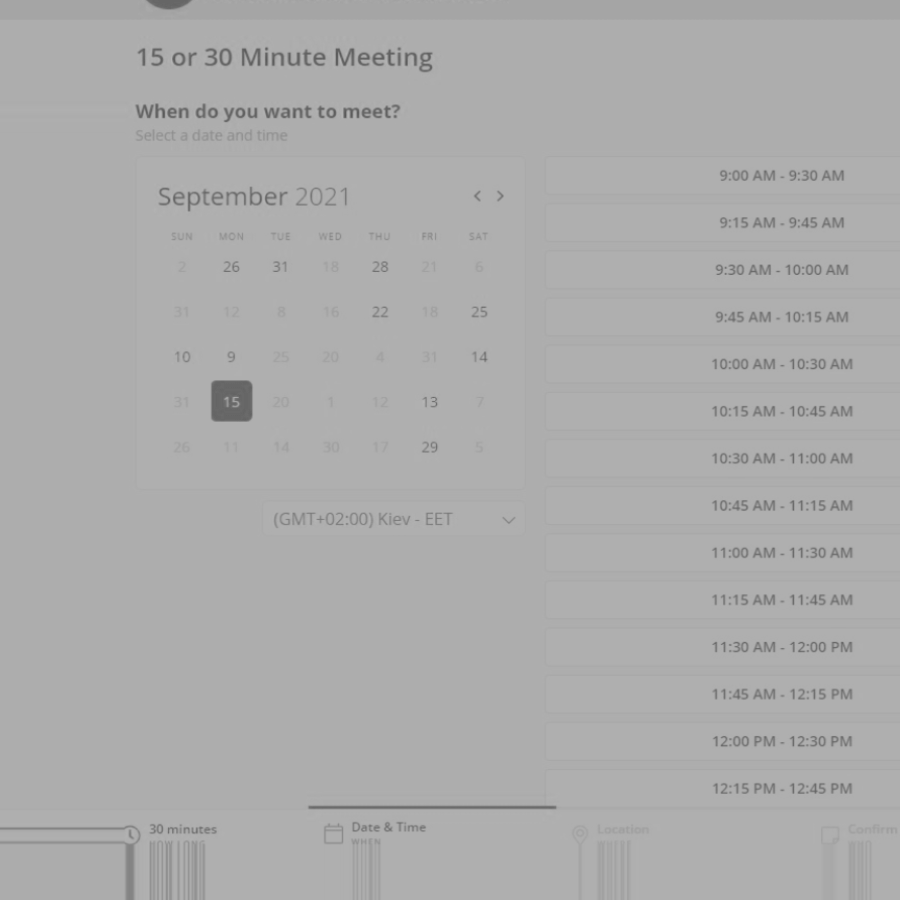 15 or 30 Minute Meeting
When do you want to meet?
Select a date and time
September 2021
SUN MON TUE WED THU FRI SAT
2 26 31 18 28 21 6
31 12 8 16 22 18 25
10 9 25 20 4 31 14
31 15 20 1 12 13 7
26 11 14 30 17 29 5
(GMT+02:00) Kiev - EET
9:00 AM - 9:30 AM
9:15 AM - 9:45 AM
9:30 AM - 10:00 AM
9:45 AM - 10:15 AM
10:00 AM - 10:30 AM
10:15 AM - 10:45 AM
10:30 AM - 11:00 AM
10:45 AM - 11:15 AM
11:00 AM - 11:30 AM
11:15 AM - 11:45 AM
11:30 AM - 12:00 PM
11:45 AM - 12:15 PM
12:00 PM - 12:30 PM
12:15 PM - 12:45 PM
30 minutes
HOW LONG
Date & Time
WHEN
Location
Confirm